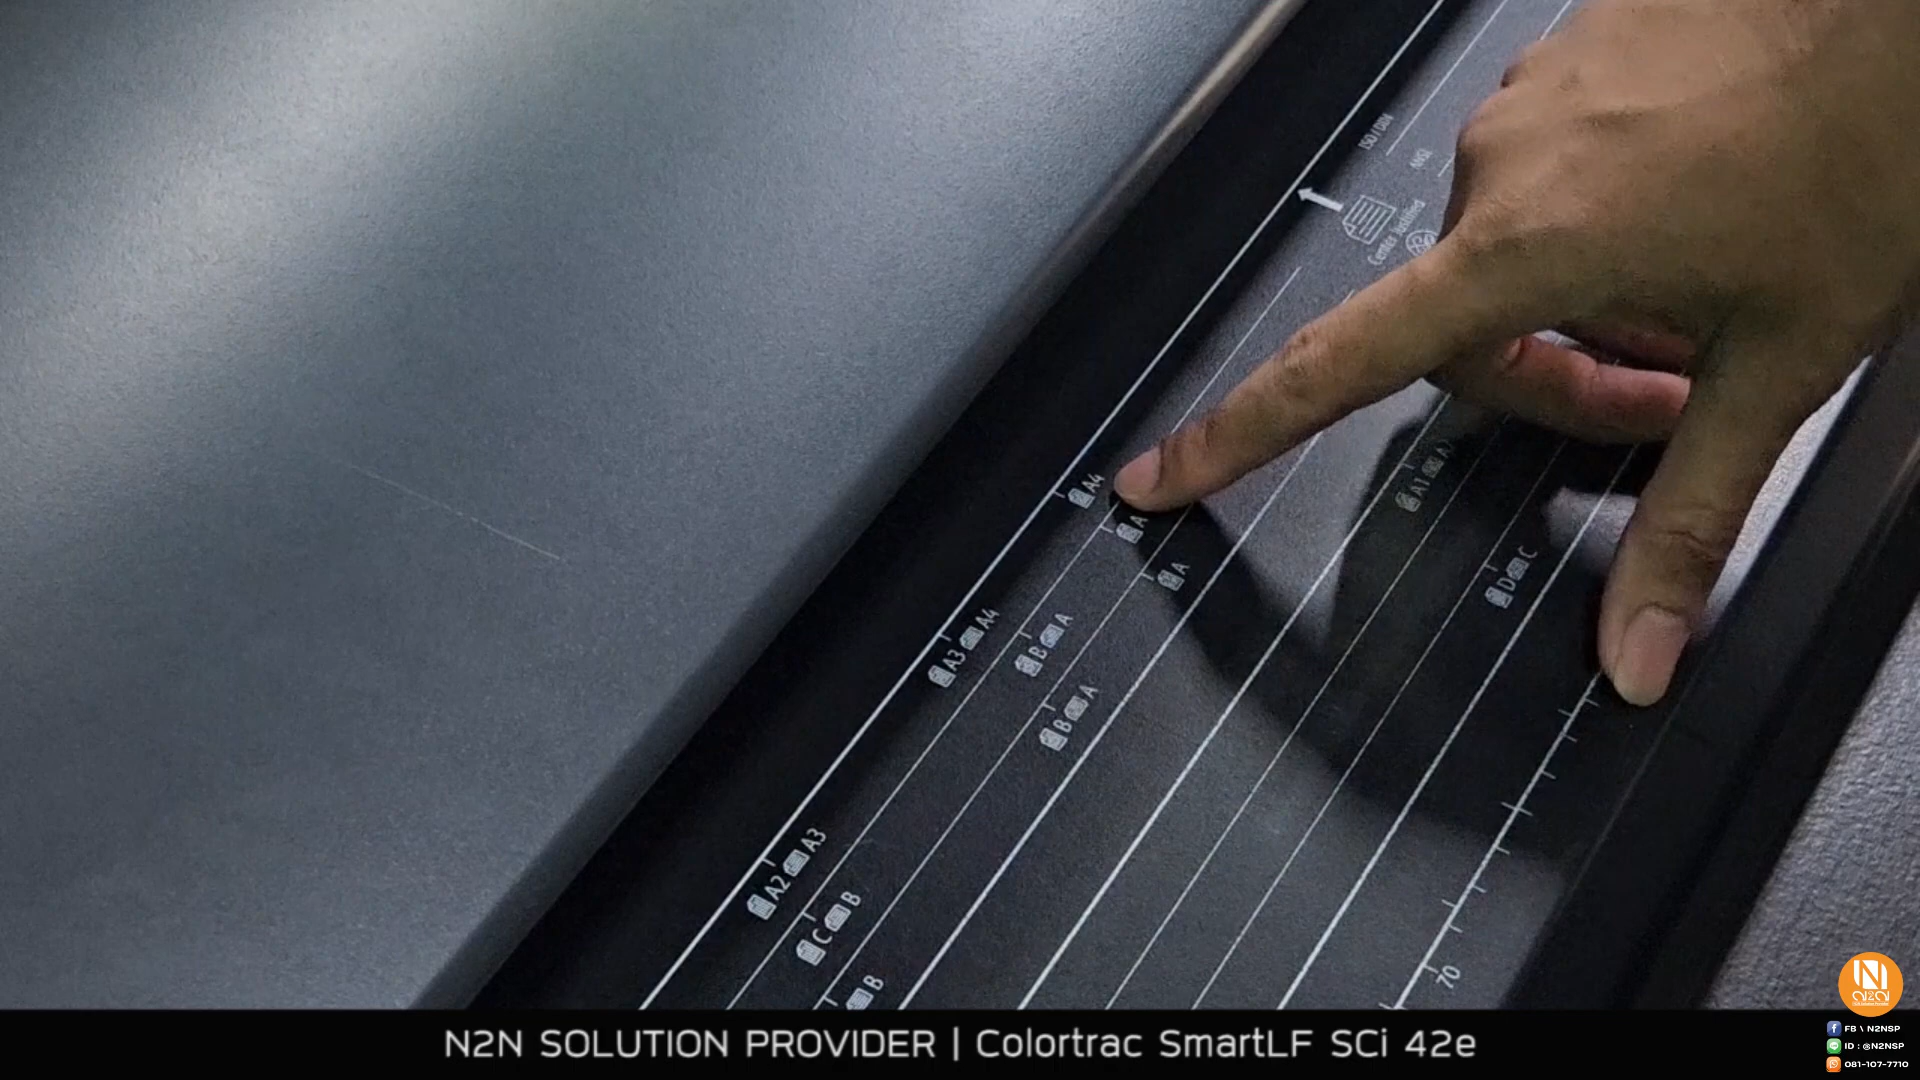 ISO / DIN
ANSI
Center Justified
A4
A
A
A3 A4
B A
B A
A1
D C
A2 A3
C B
B
70
N2N SOLUTION PROVIDER | Colortrac SmartLF SCi 42e
N2N
FB \ N2NSP
ID : @N2NSP
081-107-7710